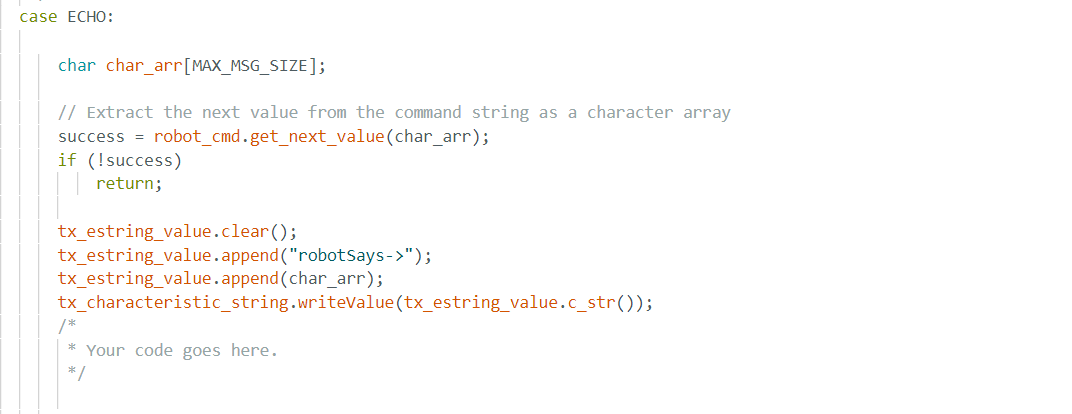 case ECHO:
char char_arr[MAX_MSG_SIZE];
// Extract the next value from the command string as a character array
success = robot_cmd.get_next_value(char_arr);
if (!success)
return;
tx_estring_value.clear();
tx_estring_value.append("robotSays->");
tx_estring_value.append(char_arr);
tx_characteristic_string.writeValue(tx_estring_value.c_str());
/*
* Your code goes here.
*/